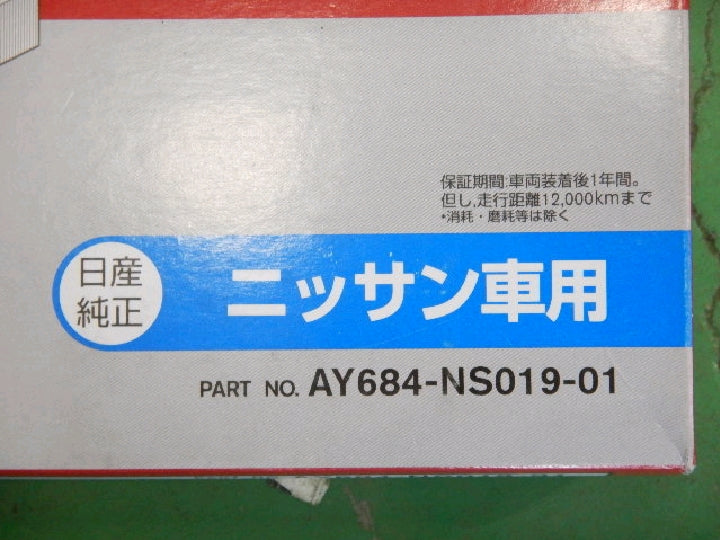 保証期間:車両装着後1年間。
但し、走行距離12,000kmまで
•消耗・磨耗等は除く
日産
純正
ニッサン車用
PART NO. AY684-NS019-01